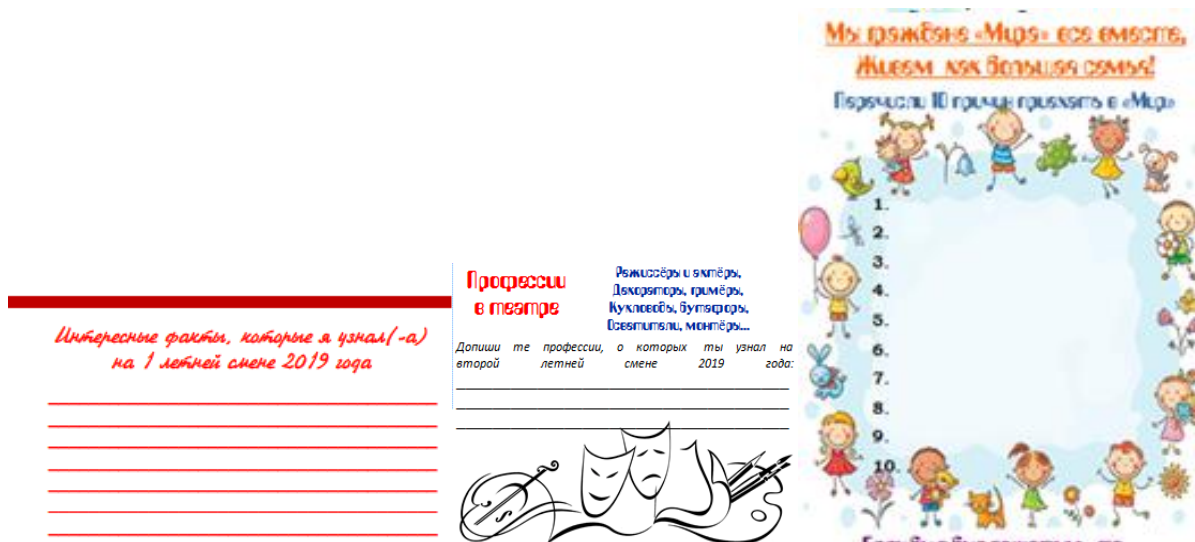 Интересные факты, которые я узнал(-а)
на 1 летней смене 2019 года
Профессии
в театре
Режиссёры и актёры,
Декораторы, гримёры,
Кукловоды, бутафоры,
Осветители, монтёры...
Допиши те профессии, о которых ты узнал на
второй летней смене 2019 года:
Мы граждане «Мира» все вместе,
Живем как большая семья!
Перечисли 10 причин приехать в «Мир»
1.
2.
3.
4.
5.
6.
7.
8.
9.
10.